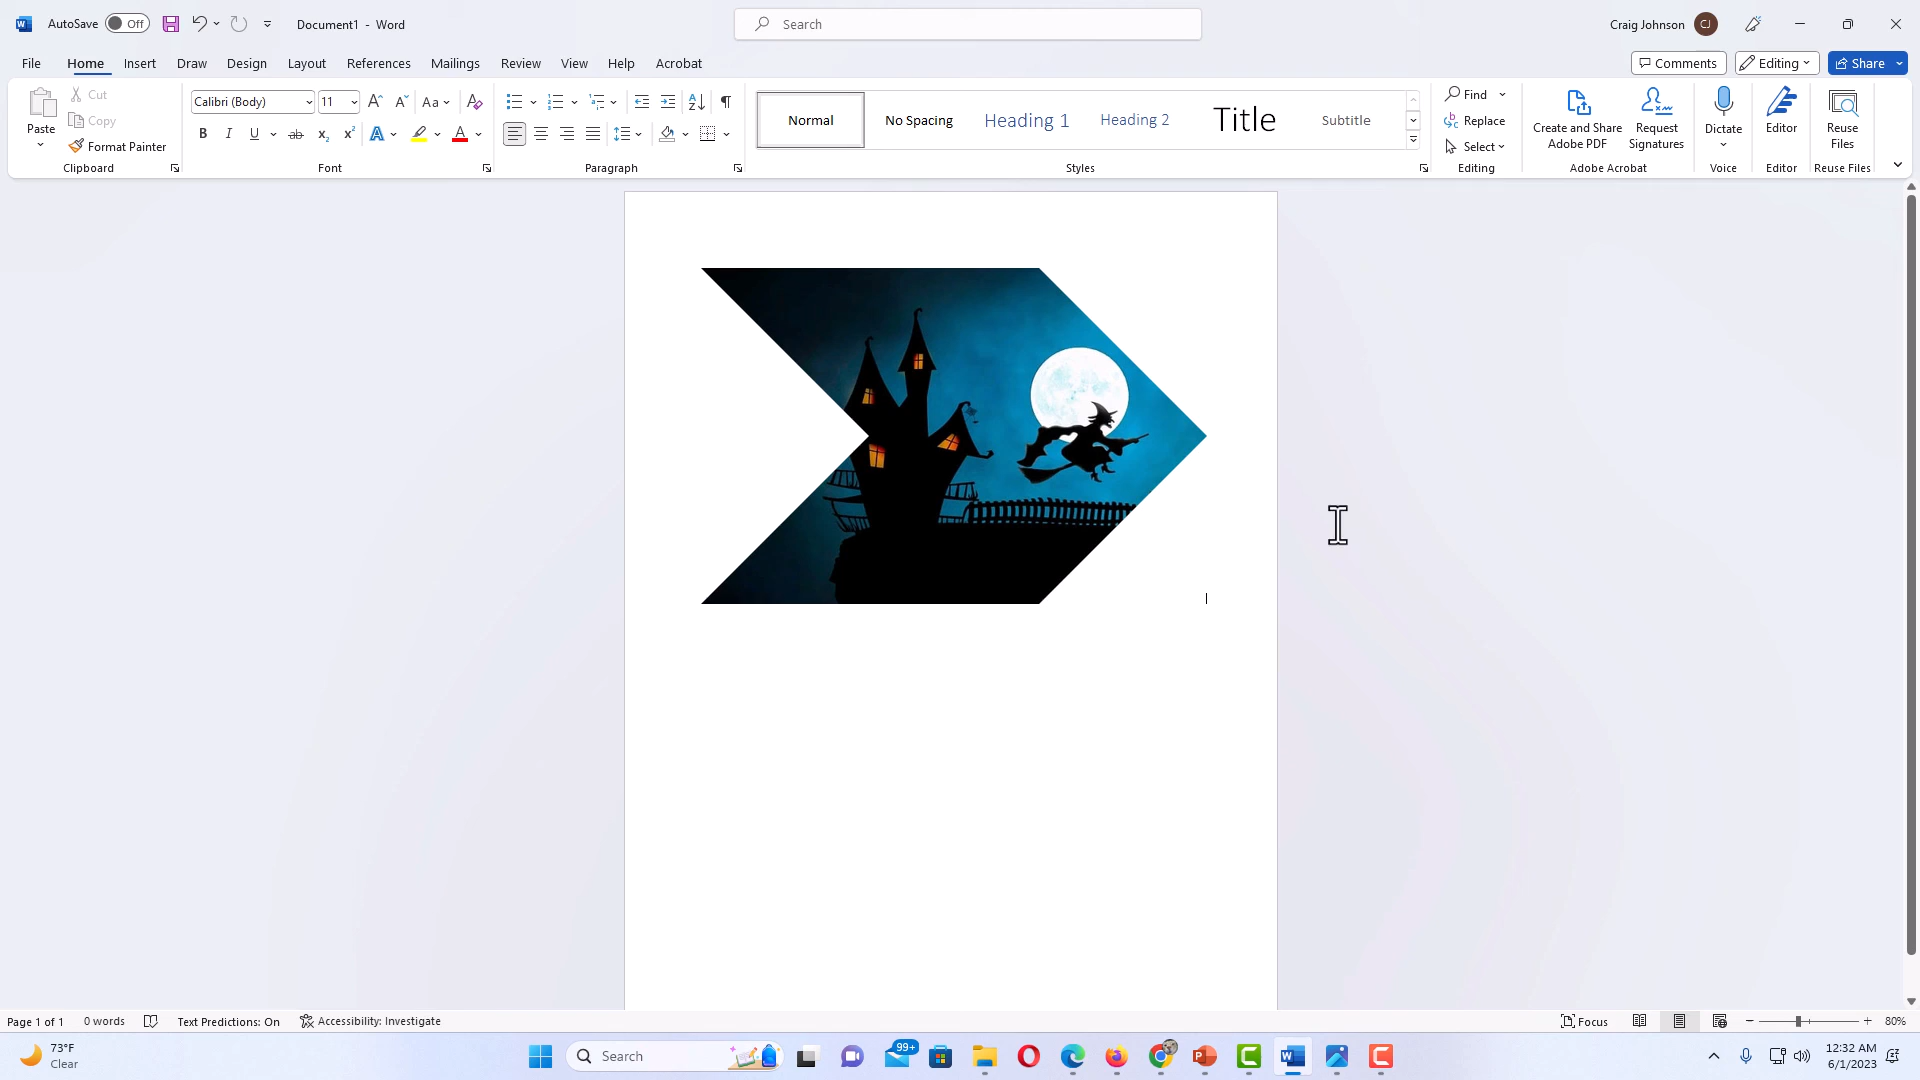 AutoSave Off Document1 - Word Search Craig Johnson CJ
File Home Insert Draw Design Layout References Mailings Review View Help Acrobat Comments Editing Share
Paste Cut Copy Format Painter
Clipboard
Calibri (Body) 11 Aa
Font
Paragraph
Normal No Spacing Heading 1 Heading 2 Title Subtitle
Styles
Find
Replace
Select
Editing
Create and Share
Adobe PDF
Request
Signatures
Adobe Acrobat
Dictate
Voice
Editor
Editor
Reuse
Files
Reuse Files
Page 1 of 1 0 words Text Predictions: On Accessibility: Investigate Focus 80%
73°F
Clear
Search
99+
12:32 AM
6/1/2023